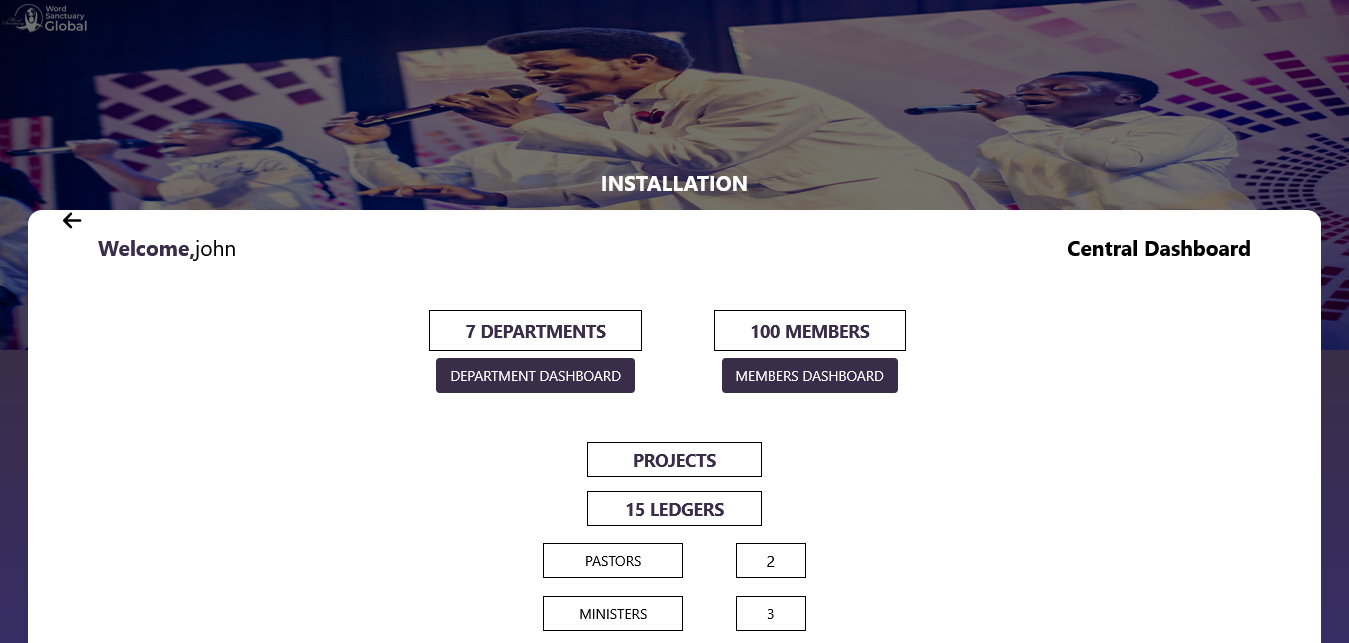 Word
Sanctuary
Global
INSTALLATION
Welcome,john
Central Dashboard
7 DEPARTMENTS
100 MEMBERS
DEPARTMENT DASHBOARD
MEMBERS DASHBOARD
PROJECTS
15 LEDGERS
PASTORS
2
MINISTERS
3